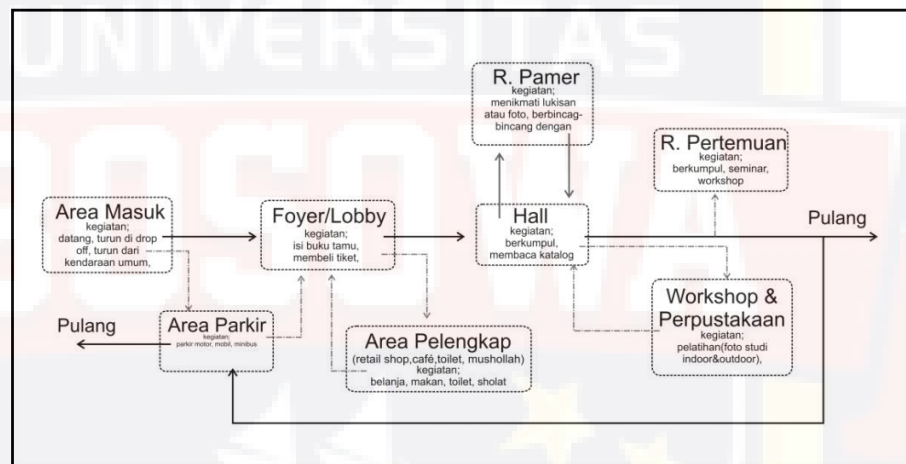 UNIVERSITAS
BOSOWA
R. Pamer
kegiatan;
menikmati lukisan
atau foto, berbincag-
bincang dengan
R. Pertemuan
kegiatan;
berkumpul, seminar,
workshop
Area Masuk
kegiatan;
datang, turun di drop
off, turun dari
kendaraan umum,
Foyer/Lobby
kegiatan;
isi buku tamu,
membeli tiket,
Hall
kegiatan;
berkumpul,
membaca katalog
Pulang
Pulang
Area Parkir
kegiatan;
parkir motor, mobil, minibus
Area Pelengkap
(retail shop,café,toilet, mushollah)
kegiatan;
belanja, makan, toilet, sholat
Workshop &
Perpustakaan
kegiatan;
pelatihan(foto studi
indoor&outdoor),